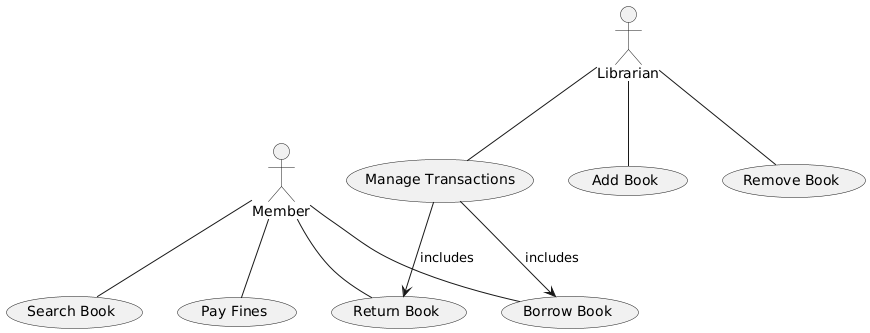 Librarian
Manage Transactions
Add Book
Remove Book
Member
includes
includes
Search Book
Pay Fines
Return Book
Borrow Book